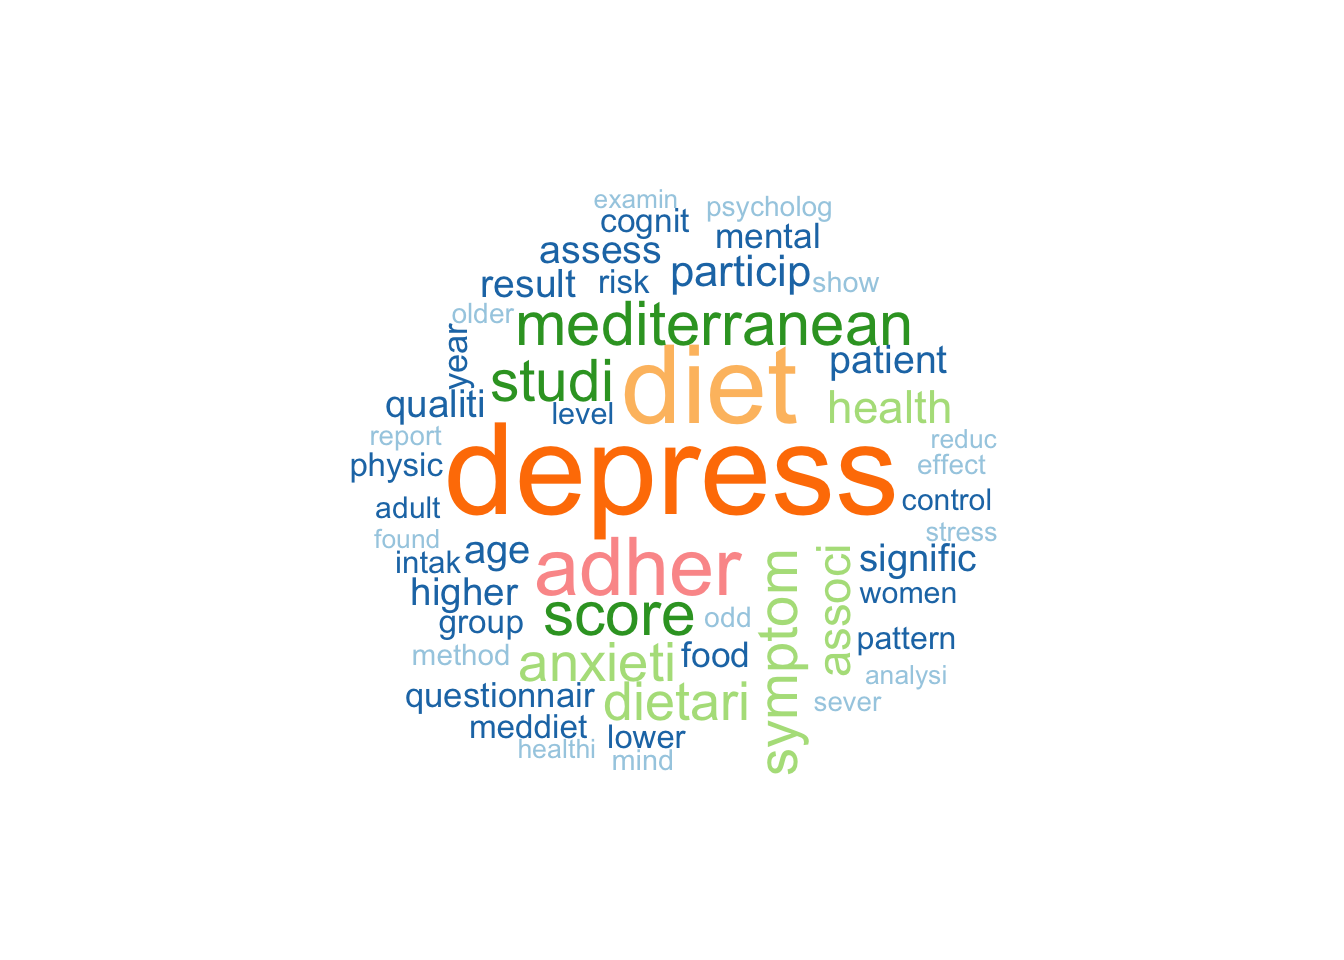 examin
psycholog
cognit
mental
assess
particip
result
risk
show
older
mediterranean
year
diet
patient
studi
health
qualiti
level
report
reduc
physic
depress
effect
adult
control
found
stress
intak
age
adher
symptom
associ
signific
higher
women
group
score
odd
pattern
method
anxieti
food
analysi
questionnair
dietari
sever
meddiet
lower
healthi
mind